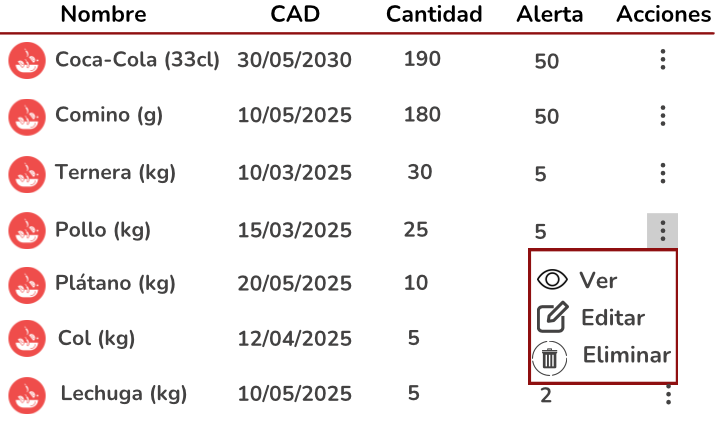 Nombre CAD Cantidad Alerta Acciones
Coca-Cola (33cl) 30/05/2030 190 50
Comino (g) 10/05/2025 180 50
Ternera (kg) 10/03/2025 30 5
Pollo (kg) 15/03/2025 25 5
Plátano (kg) 20/05/2025 10 Ver
Editar
Col (kg) 12/04/2025 5
Eliminar
Lechuga (kg) 10/05/2025 5 2